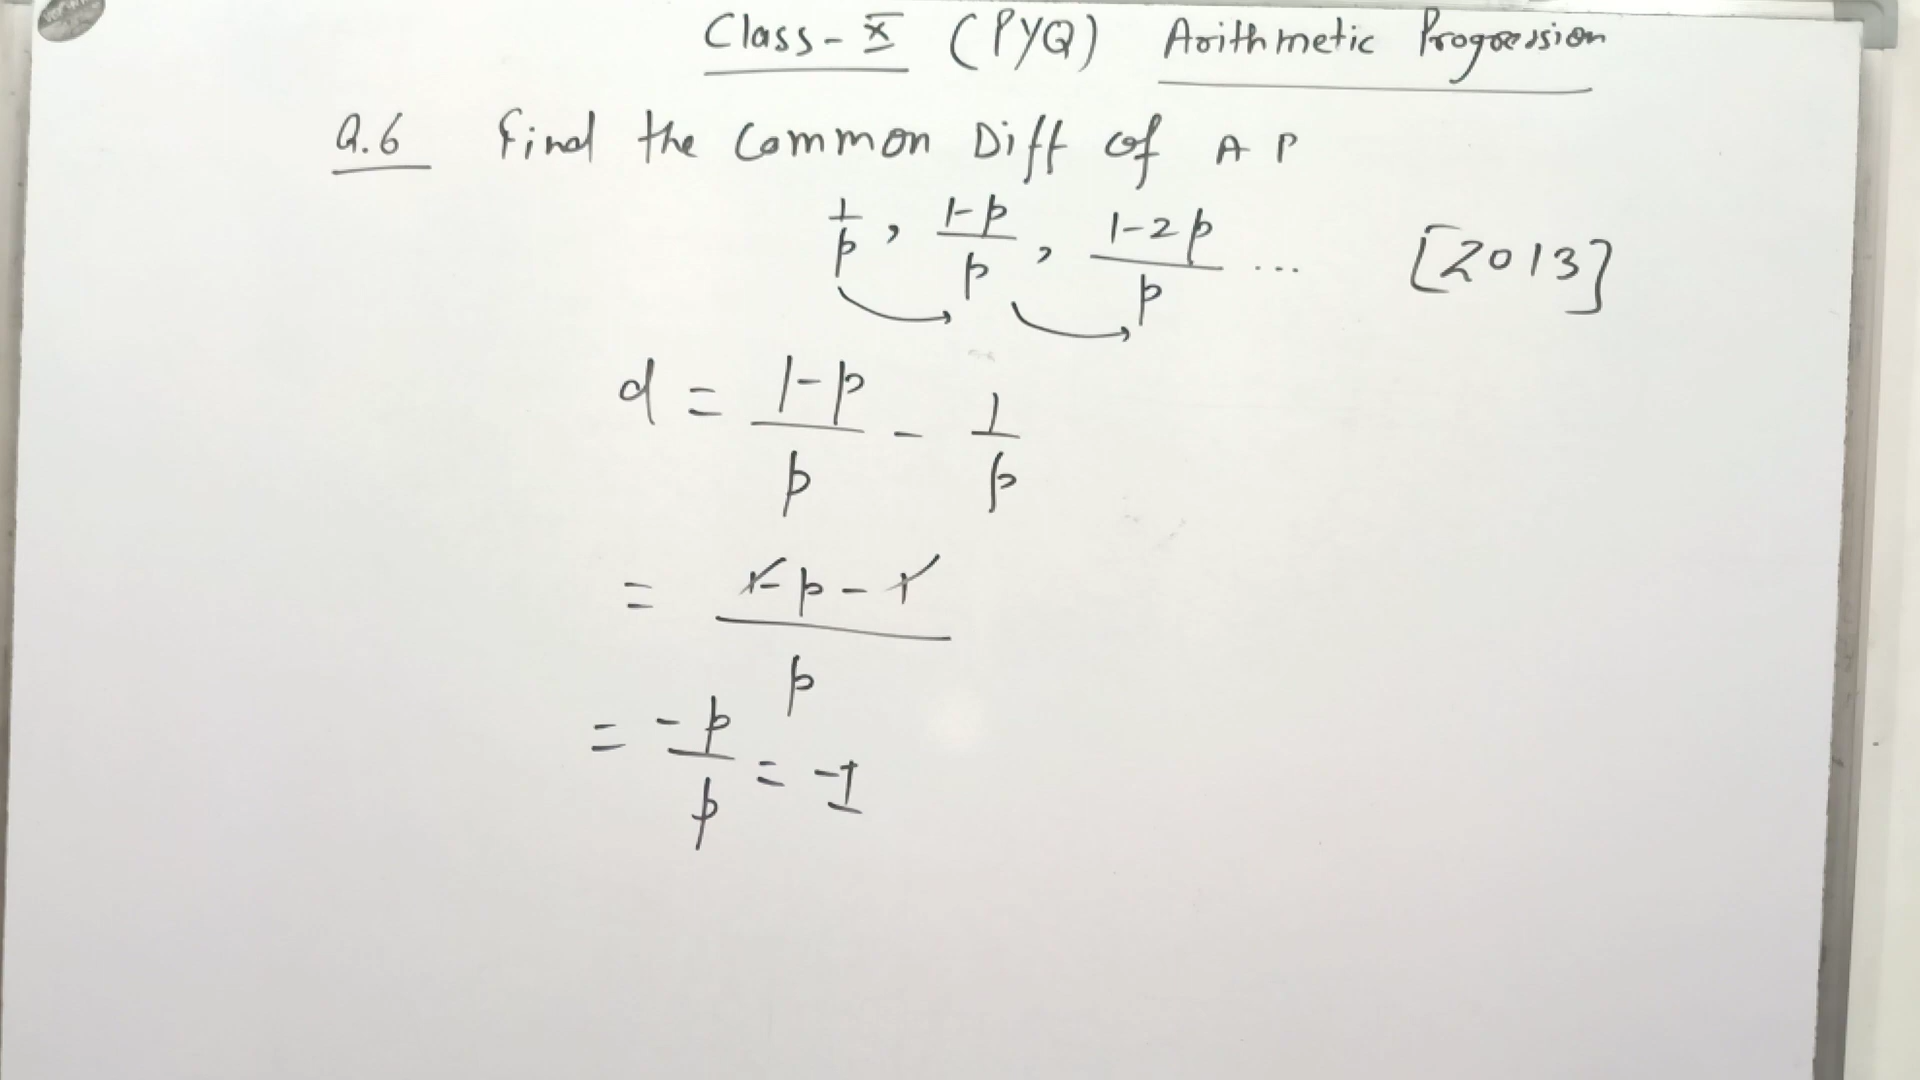 Class - X (PYQ) Arithmetic Progression
Q.6 Find the Common Diff of A P
1/p, 1-p/p, 1-2p/p ... [2013]
d = 1-p/p - 1/p
= 1-p-1/p
= -p/p = -1